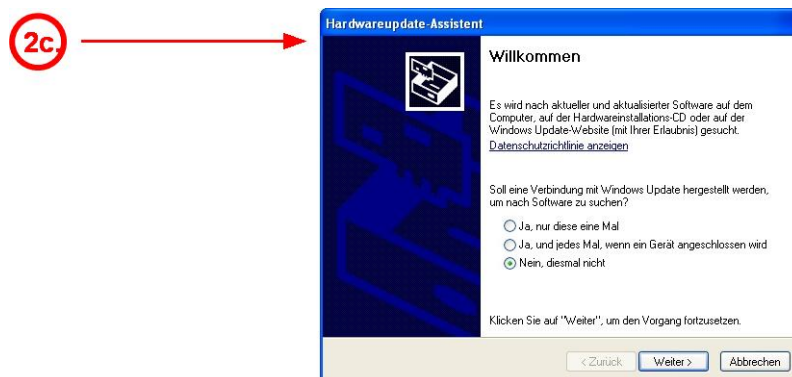 2c.
Hardwareupdate-Assistent
Willkommen
Es wird nach aktueller und aktualisierter Software auf dem
Computer, auf der Hardwareinstallations-CD oder auf der
Windows Update-Website (mit Ihrer Erlaubnis) gesucht.
Datenschutzrichtlinie anzeigen
Soll eine Verbindung mit Windows Update hergestellt werden,
um nach Software zu suchen?
Ja, nur diese eine Mal
Ja, und jedes Mal, wenn ein Gerät angeschlossen wird
Nein, diesmal nicht
Klicken Sie auf "Weiter", um den Vorgang fortzusetzen.
< Zurück Weiter > Abbrechen